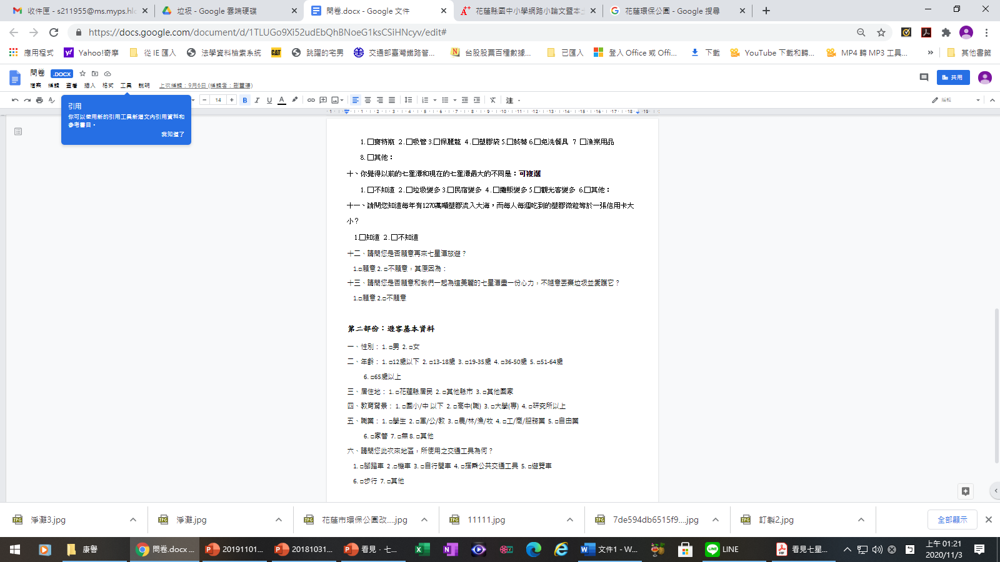 收件匣 - s211955@ms.myps.hlc
垃圾 - Google 雲端硬碟
問卷.docx - Google 文件
花蓮縣國中小學網路小論文暨本土
花蓮環保公園 - Google 搜尋
https://docs.google.com/document/d/1TLUGo9Xi52udEbQhBNoeG1ksCSiHNcyv/edit#
應用程式
Yahoo!奇摩
從 IE 匯入
法學資料檢索系統
跳躍的宅男
交通部臺灣鐵路管...
台股股票百種數據...
已匯入
登入 Office 或 Offi...
下載
YouTube 下載和轉...
MP4 轉 MP3 工具...
其他書籤
問卷 .DOCX
檔案 編輯 查看 插入 格式 工具 說明
共用
14
注
編輯
引用
你可以使用新的引用工具新增文內引用資料和
參考書目。
我知道了
1. □寶特瓶 2. □吸管 3.□保麗龍 4. □塑膠袋 5.□菸蒂 6.□免洗餐具 7 □漁業用品
8. □其他：
十、你覺得以前的七星潭和現在的七星潭最大的不同是：可複選
1. □不知道 2. □垃圾變多 3.□民宿變多 4. □攤販變多 5.□觀光客變多 6.□其他：
十一、請問您知道每年有1270萬噸塑膠流入大海，而每人每週吃到的塑膠微粒等於一張信用卡大
小？
1.□知道 2. □不知道
十二、請問您是否願意再來七星潭旅遊？
1.□願意 2. □不願意，其原因為：
十三、請問您是否願意和我們一起為這美麗的七星潭盡一份心力，不隨意丟棄垃圾並愛護它？
1.□願意 2.□不願意
第二部份：遊客基本資料
一、性別： 1. □男 2. □女
二、年齡： 1. □12歲以下 2. □13-18歲 3. □19-35歲 4. □36-50歲 5. □51-64歲
6. □65歲以上
三、居住地： 1. □花蓮縣居民 2. □其他縣市 3. □其他國家
四、教育背景： 1. □國小/中 以下 2. □高中(職) 3. □大學(專) 4. □研究所以上
五、職業： 1. □學生 2. □軍/公/教 3. □農/林/漁/牧 4. □工/商/服務業 5. □自由業
6. □家管 7. □無 8. □其他
六、請問您此次來地區，所使用之交通工具為何？
1. □腳踏車 2 .□機車 3. □自行開車 4. □搭乘公共交通工具 5. □遊覽車
6. □步行 7. □其他
淨灘3.jpg
淨灘.jpg
花蓮市環保公園改....jpg
11111.jpg
7de594db6515f9....jpg
訂製2.jpg
全部顯示
康譽
問卷.docx ...
20191101...
20181031...
看見 · 七...
文件1 - W...
LINE
看見七星...
上午 01:21
2020/11/3